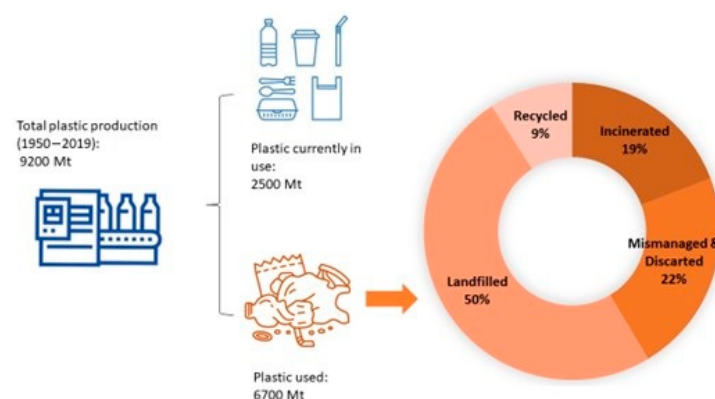 Total plastic production
(1950−2019):
9200 Mt
Plastic currently in
use:
2500 Mt
Plastic used:
6700 Mt
Recycled
9%
Incinerated
19%
Mismanaged &
Discarted
22%
Landfilled
50%